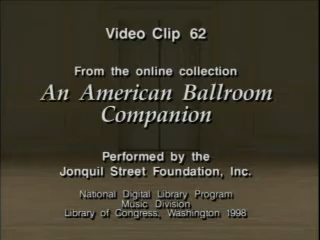 Video Clip 62
From the online collection
An American Ballroom
Companion
Performed by the
Jonquil Street Foundation, Inc.
National Digital Library Program
Music Division
Library of Congress, Washington 1998